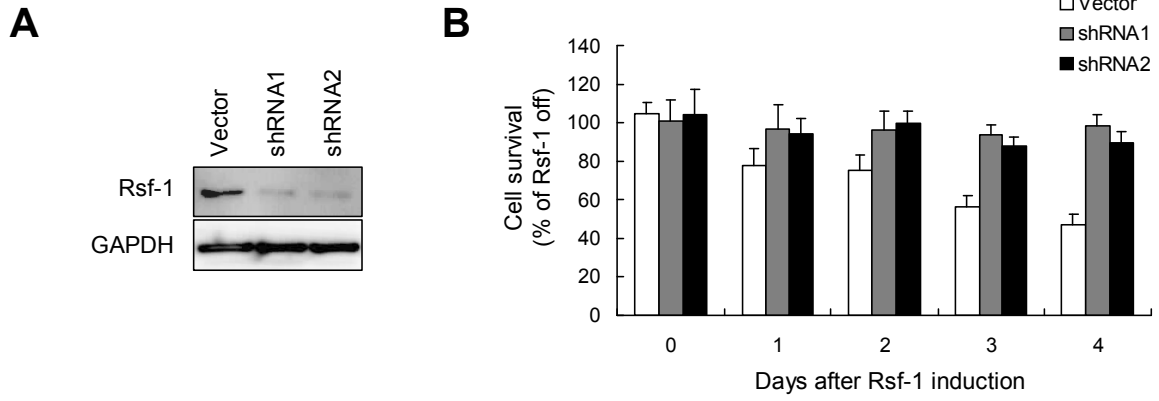 A
Vector
shRNA1
shRNA2
Rsf-1
GAPDH
B
Vector
shRNA1
shRNA2
Cell survival
(% of Rsf-1 off)
140
120
100
80
60
40
20
0
0 1 2 3 4
Days after Rsf-1 induction